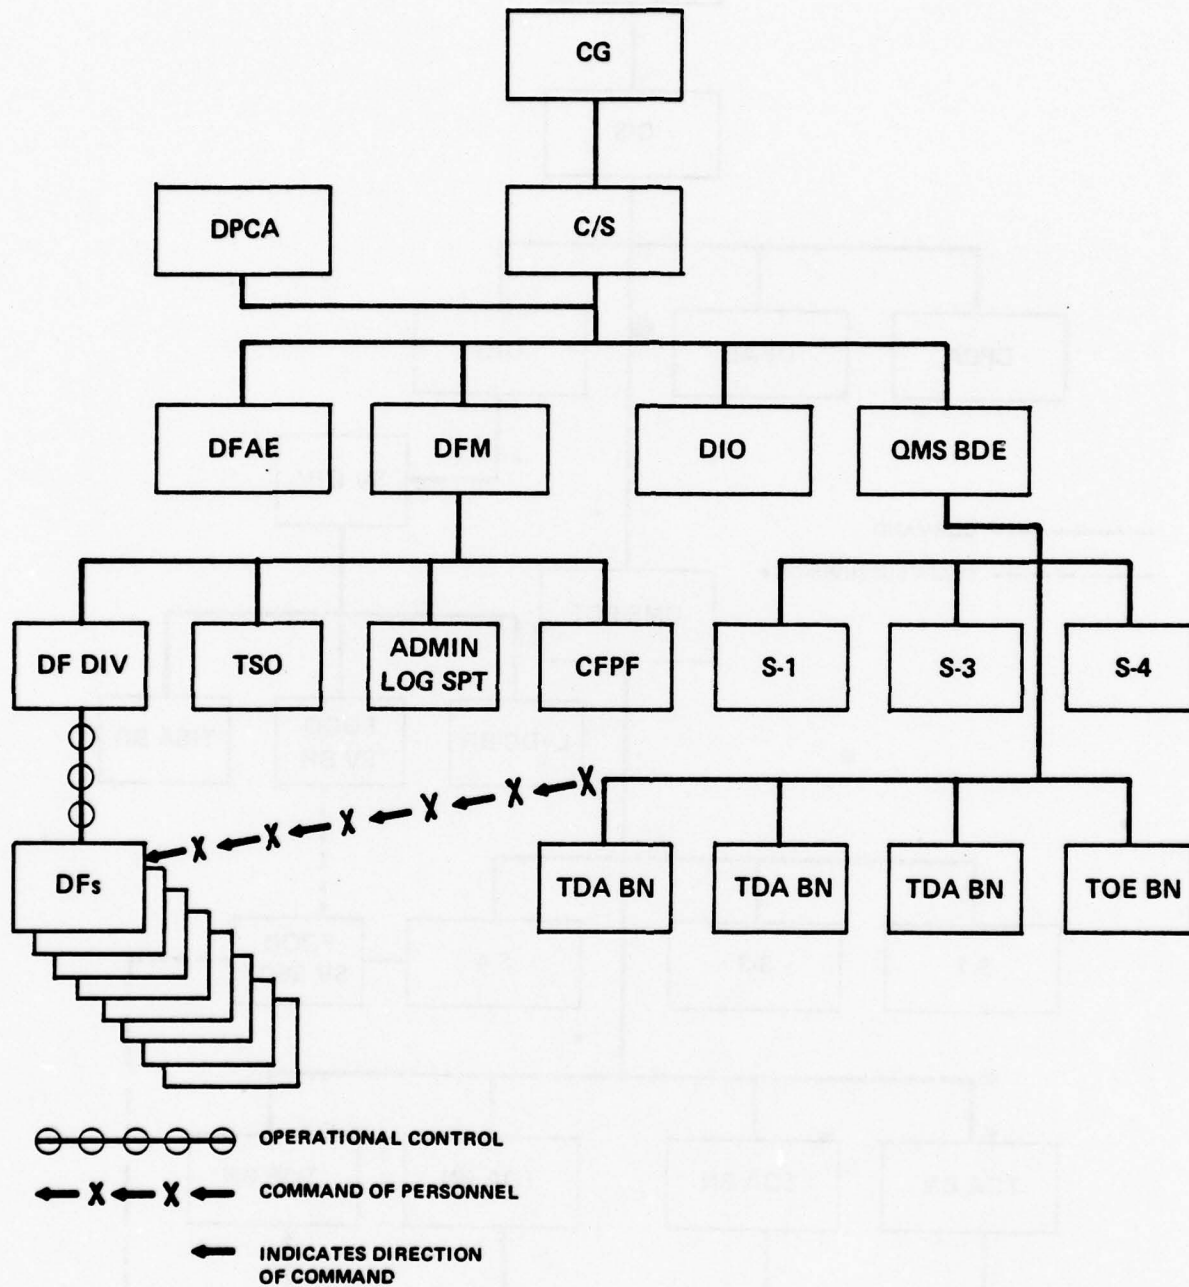 CG
DPCA
C/S
DFAE
DFM
DIO
QMS BDE
DF DIV
TSO
ADMIN
LOG SPT
CFPF
S-1
S-3
S-4
DFs
TDA BN
TDA BN
TDA BN
TOE BN
OPERATIONAL CONTROL
COMMAND OF PERSONNEL
INDICATES DIRECTION
OF COMMAND